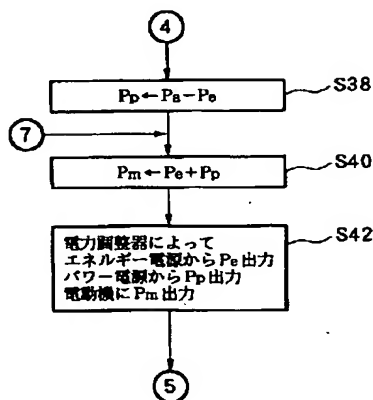 4
Pp←Pa−Pe
S38
7
Pm←Pe+Pp
S40
電力調整器によって
エネルギー電源からPe出力
パワー電源からPp出力
電動機にPm出力
S42
5